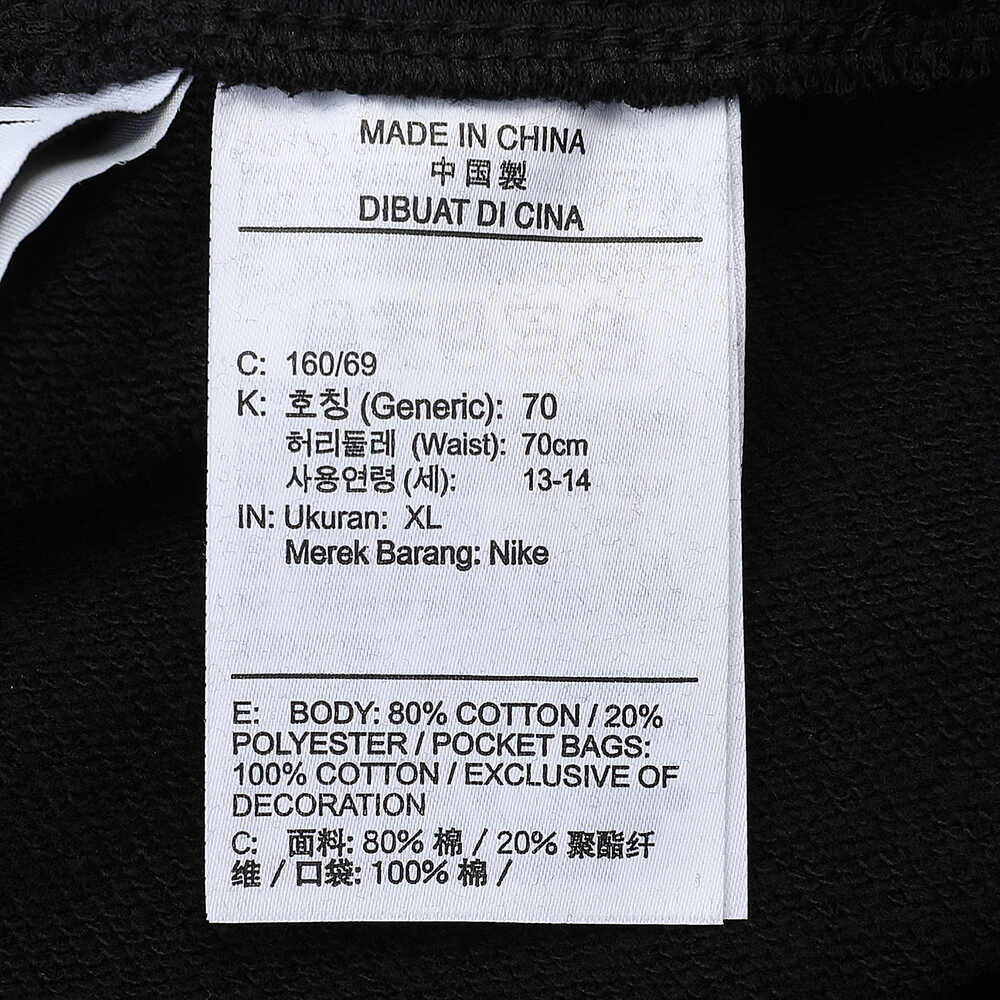 MADE IN CHINA
中国製
DIBUAT DI CINA
C: 160/69
K: 호칭 (Generic): 70
허리둘레 (Waist): 70cm
사용연령 (세): 13-14
IN: Ukuran: XL
Merek Barang: Nike
E: BODY: 80% COTTON / 20%
POLYESTER / POCKET BAGS:
100% COTTON / EXCLUSIVE OF
DECORATION
C: 面料: 80% 棉 / 20% 聚酯纤
维 / 口袋: 100% 棉 /